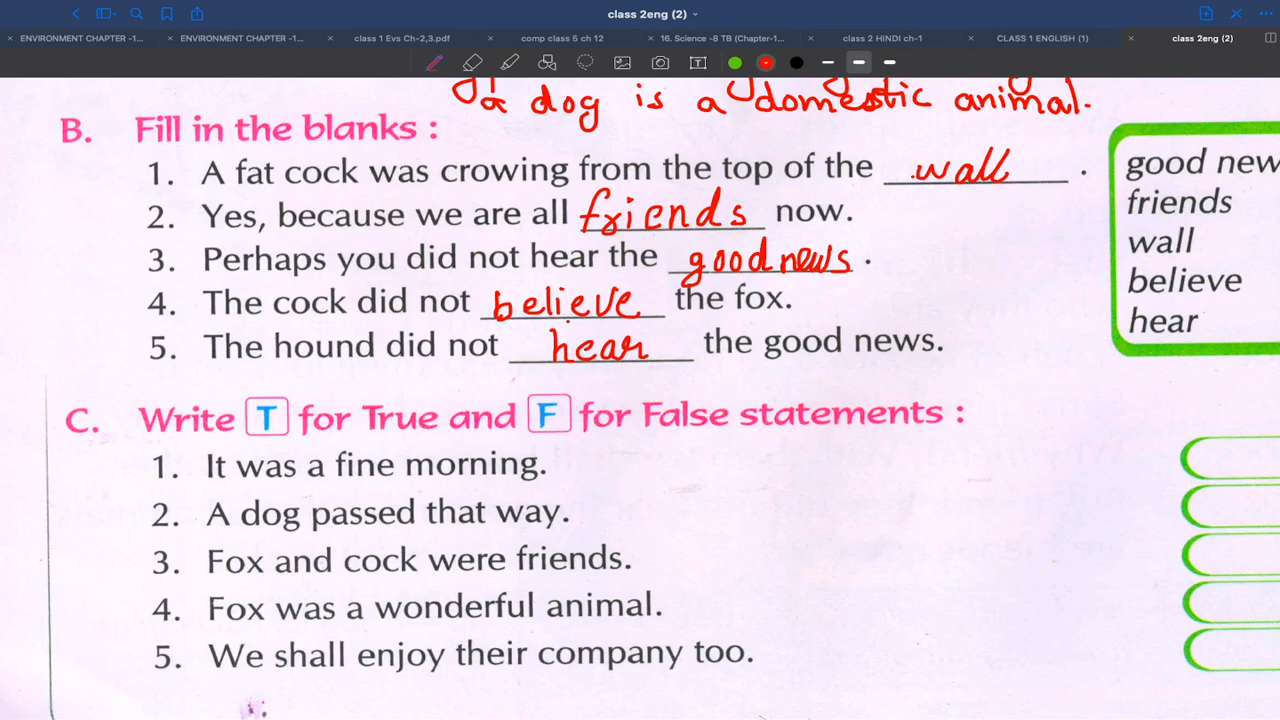 class 2eng (2)
ENVIRONMENT CHAPTER -1... ENVIRONMENT CHAPTER -1... class 1 Evs Ch-2,3.pdf comp class 5 ch 12 16. Science -8 TB (Chapter-1... class 2 HINDI ch-1 CLASS 1 ENGLISH (1) class 2eng (2)
a dog is a domestic animal.
B. Fill in the blanks :
1. A fat cock was crowing from the top of the wall .
2. Yes, because we are all friends now.
3. Perhaps you did not hear the good news .
4. The cock did not believe the fox.
5. The hound did not hear the good news.
good new
friends
wall
believe
hear
C. Write T for True and F for False statements :
1. It was a fine morning.
2. A dog passed that way.
3. Fox and cock were friends.
4. Fox was a wonderful animal.
5. We shall enjoy their company too.